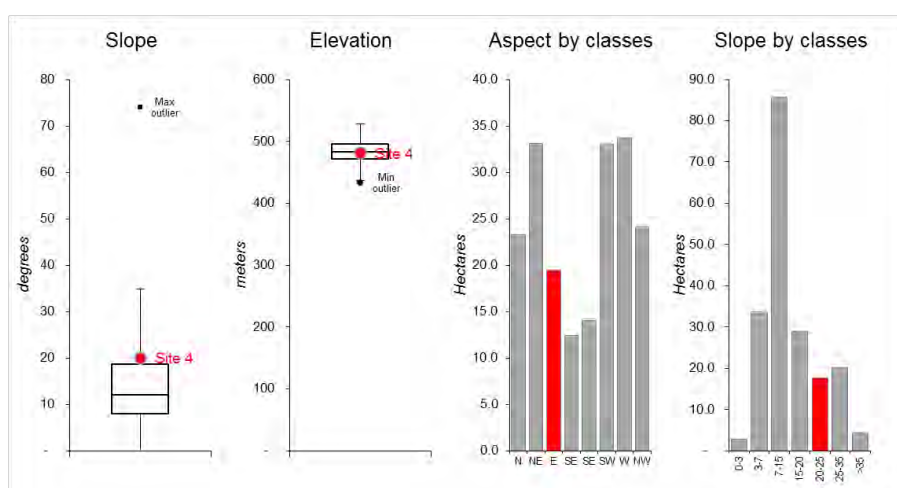 Slope
80
70
60
50
40
30
20
10
-
degrees
Max
outlier
Site 4
Elevation
600
500
400
300
200
100
-
meters
Site 4
Min
outlier
Aspect by classes
40.0
35.0
30.0
25.0
20.0
15.0
10.0
5.0
0.0
Hectares
N NE E SE SE SW W NW
Slope by classes
90.0
80.0
70.0
60.0
50.0
40.0
30.0
20.0
10.0
-
Hectares
0-3
3-7
7-15
15-20
20-25
25-35
>35